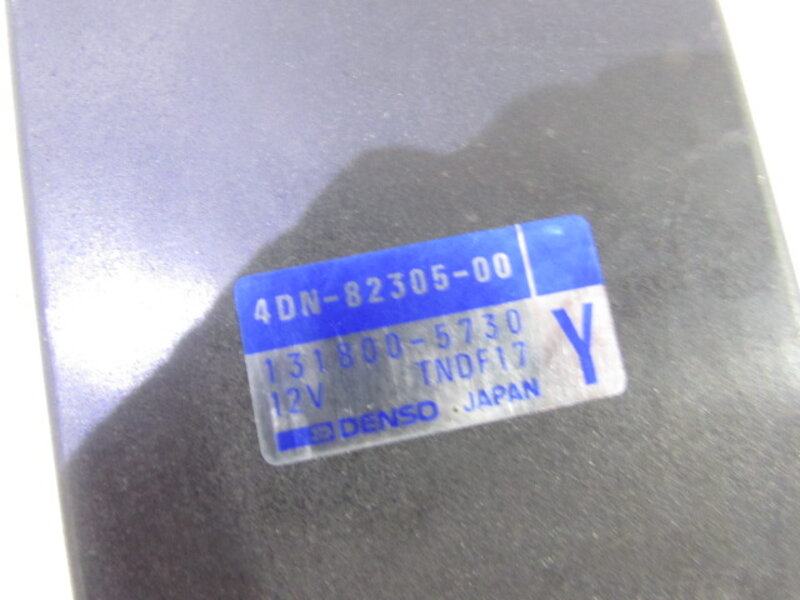 4DN-82305-00
131800-5730
12V TNDF17
Y
DENSO JAPAN